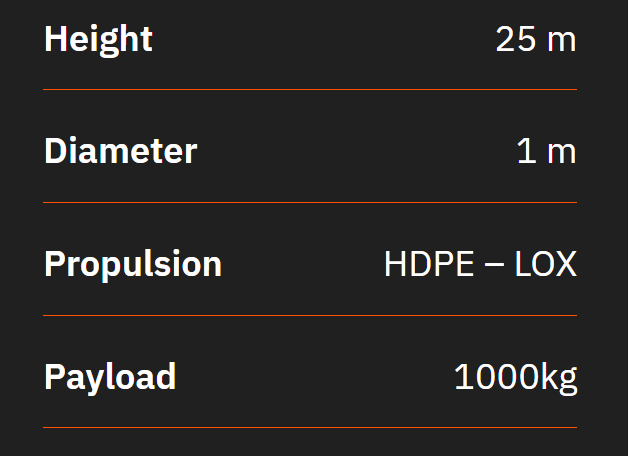 Height 25 m
Diameter 1 m
Propulsion HDPE – LOX
Payload 1000kg